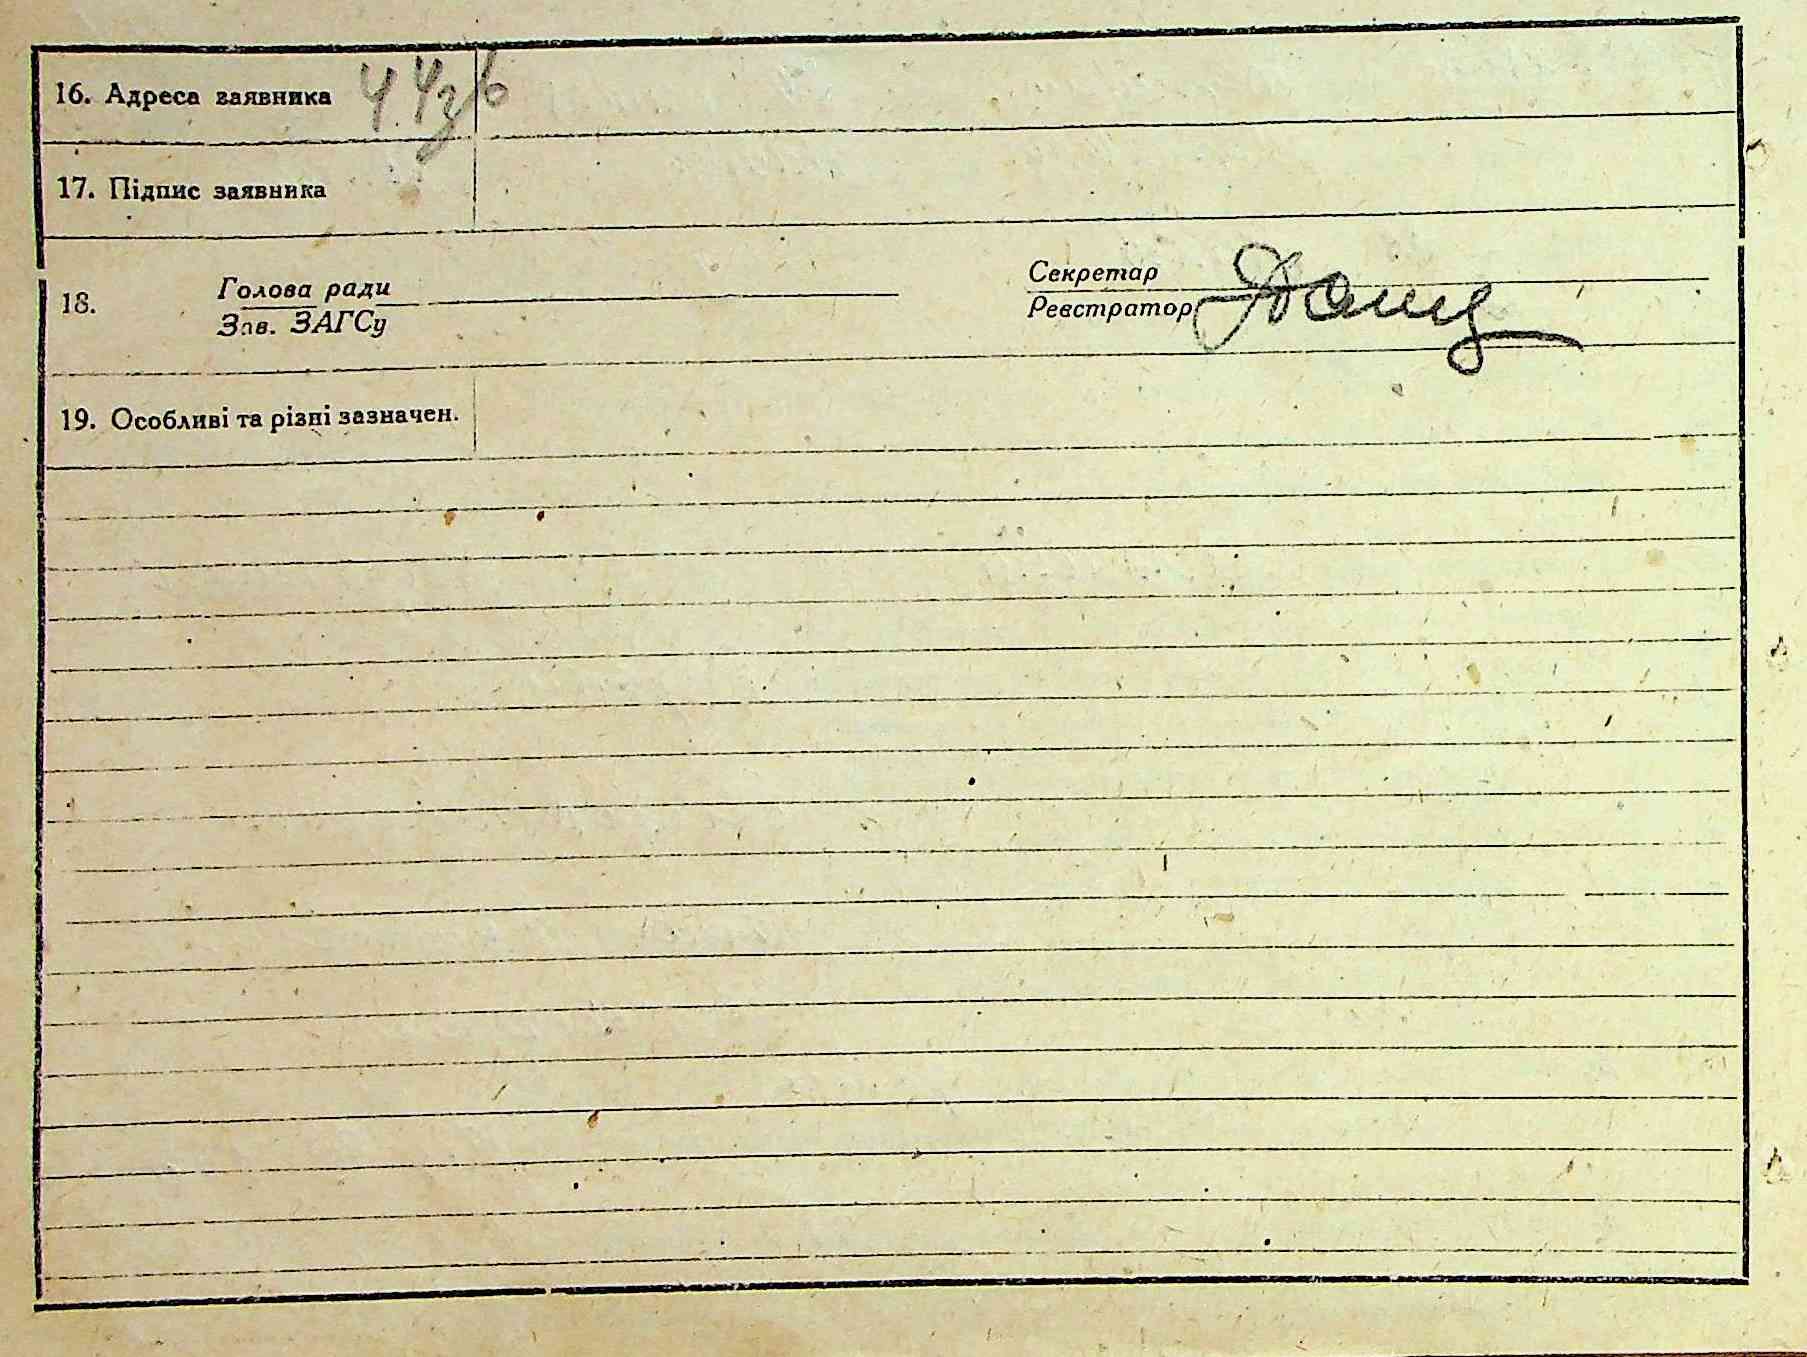 16. Адреса заявника
17. Підпис заявника
18.
Голова ради
Зав. ЗАГСу
Секретар
Реєстратор
19. Особливі та різні зазначен.